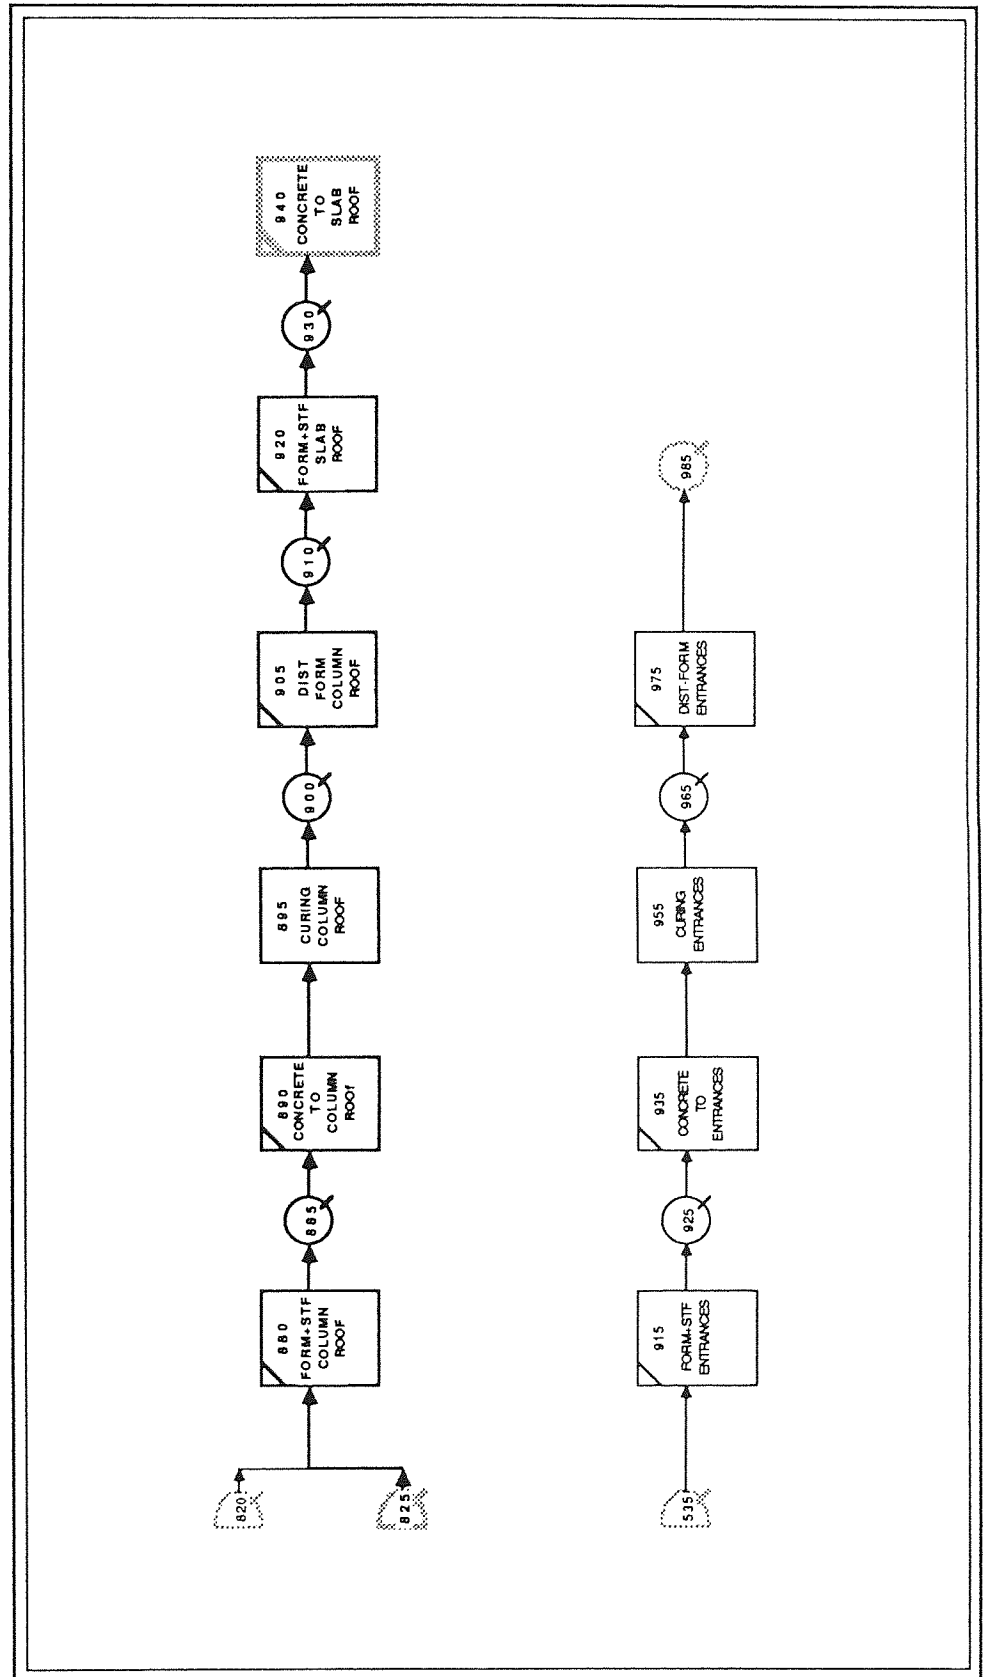 820
825
880
FORM+STF
COLUMN
ROOF
885
890
CONCRETE
TO
COLUMN
ROOf
895
CURING
COLUMN
ROOF
900
905
DIST
FORM
COLUMN
ROOF
910
920
FORM+STF
SLAB
ROOF
930
940
CONCRETE
TO
SLAB
ROOF
535
915
FORM+STF
ENTRANCES
925
935
CONCRETE
TO
ENTRANCES
955
CURING
ENTRANCES
965
975
DIST-FORM
ENTRANCES
985